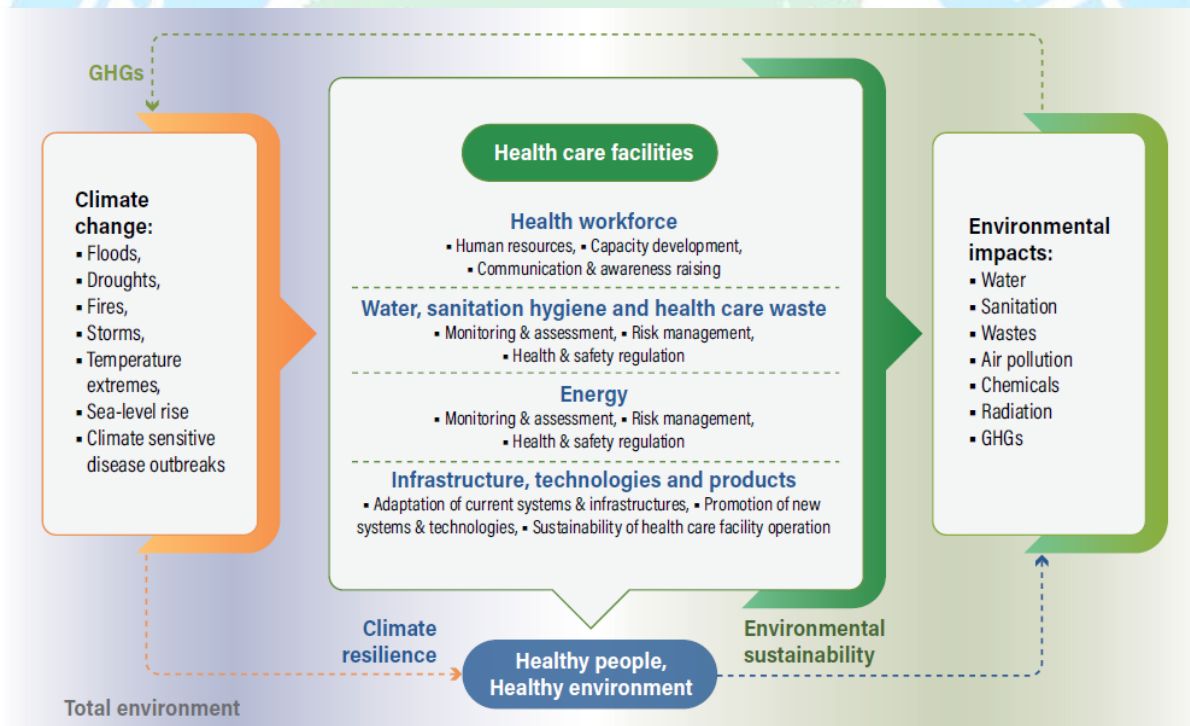 GHGs
Climate
change:
▪ Floods,
▪ Droughts,
▪ Fires,
▪ Storms,
▪ Temperature
extremes,
▪ Sea-level rise
▪ Climate sensitive
disease outbreaks
Health care facilities
Health workforce
▪ Human resources, ▪ Capacity development,
▪ Communication & awareness raising
Water, sanitation hygiene and health care waste
▪ Monitoring & assessment, ▪ Risk management,
▪ Health & safety regulation
Energy
▪ Monitoring & assessment, ▪ Risk management,
▪ Health & safety regulation
Infrastructure, technologies and products
▪ Adaptation of current systems & infrastructures, ▪ Promotion of new
systems & technologies, ▪ Sustainability of health care facility operation
Environmental
impacts:
▪ Water
▪ Sanitation
▪ Wastes
▪ Air pollution
▪ Chemicals
▪ Radiation
▪ GHGs
Climate
resilience
Healthy people,
Healthy environment
Environmental
sustainability
Total environment